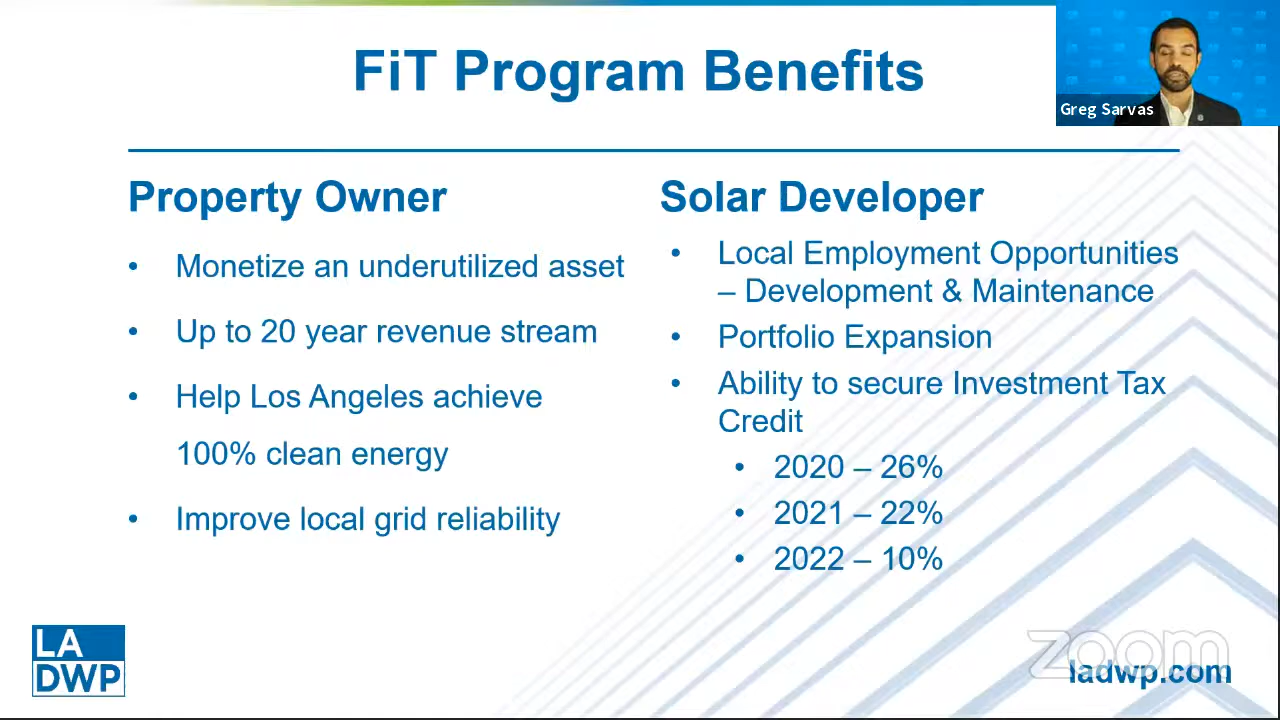 FiT Program Benefits
Greg Sarvas
Property Owner
• Monetize an underutilized asset
• Up to 20 year revenue stream
• Help Los Angeles achieve
100% clean energy
• Improve local grid reliability
Solar Developer
• Local Employment Opportunities
– Development & Maintenance
• Portfolio Expansion
• Ability to secure Investment Tax
Credit
• 2020 – 26%
• 2021 – 22%
• 2022 – 10%
LA
DWP
zoom
ladwp.com